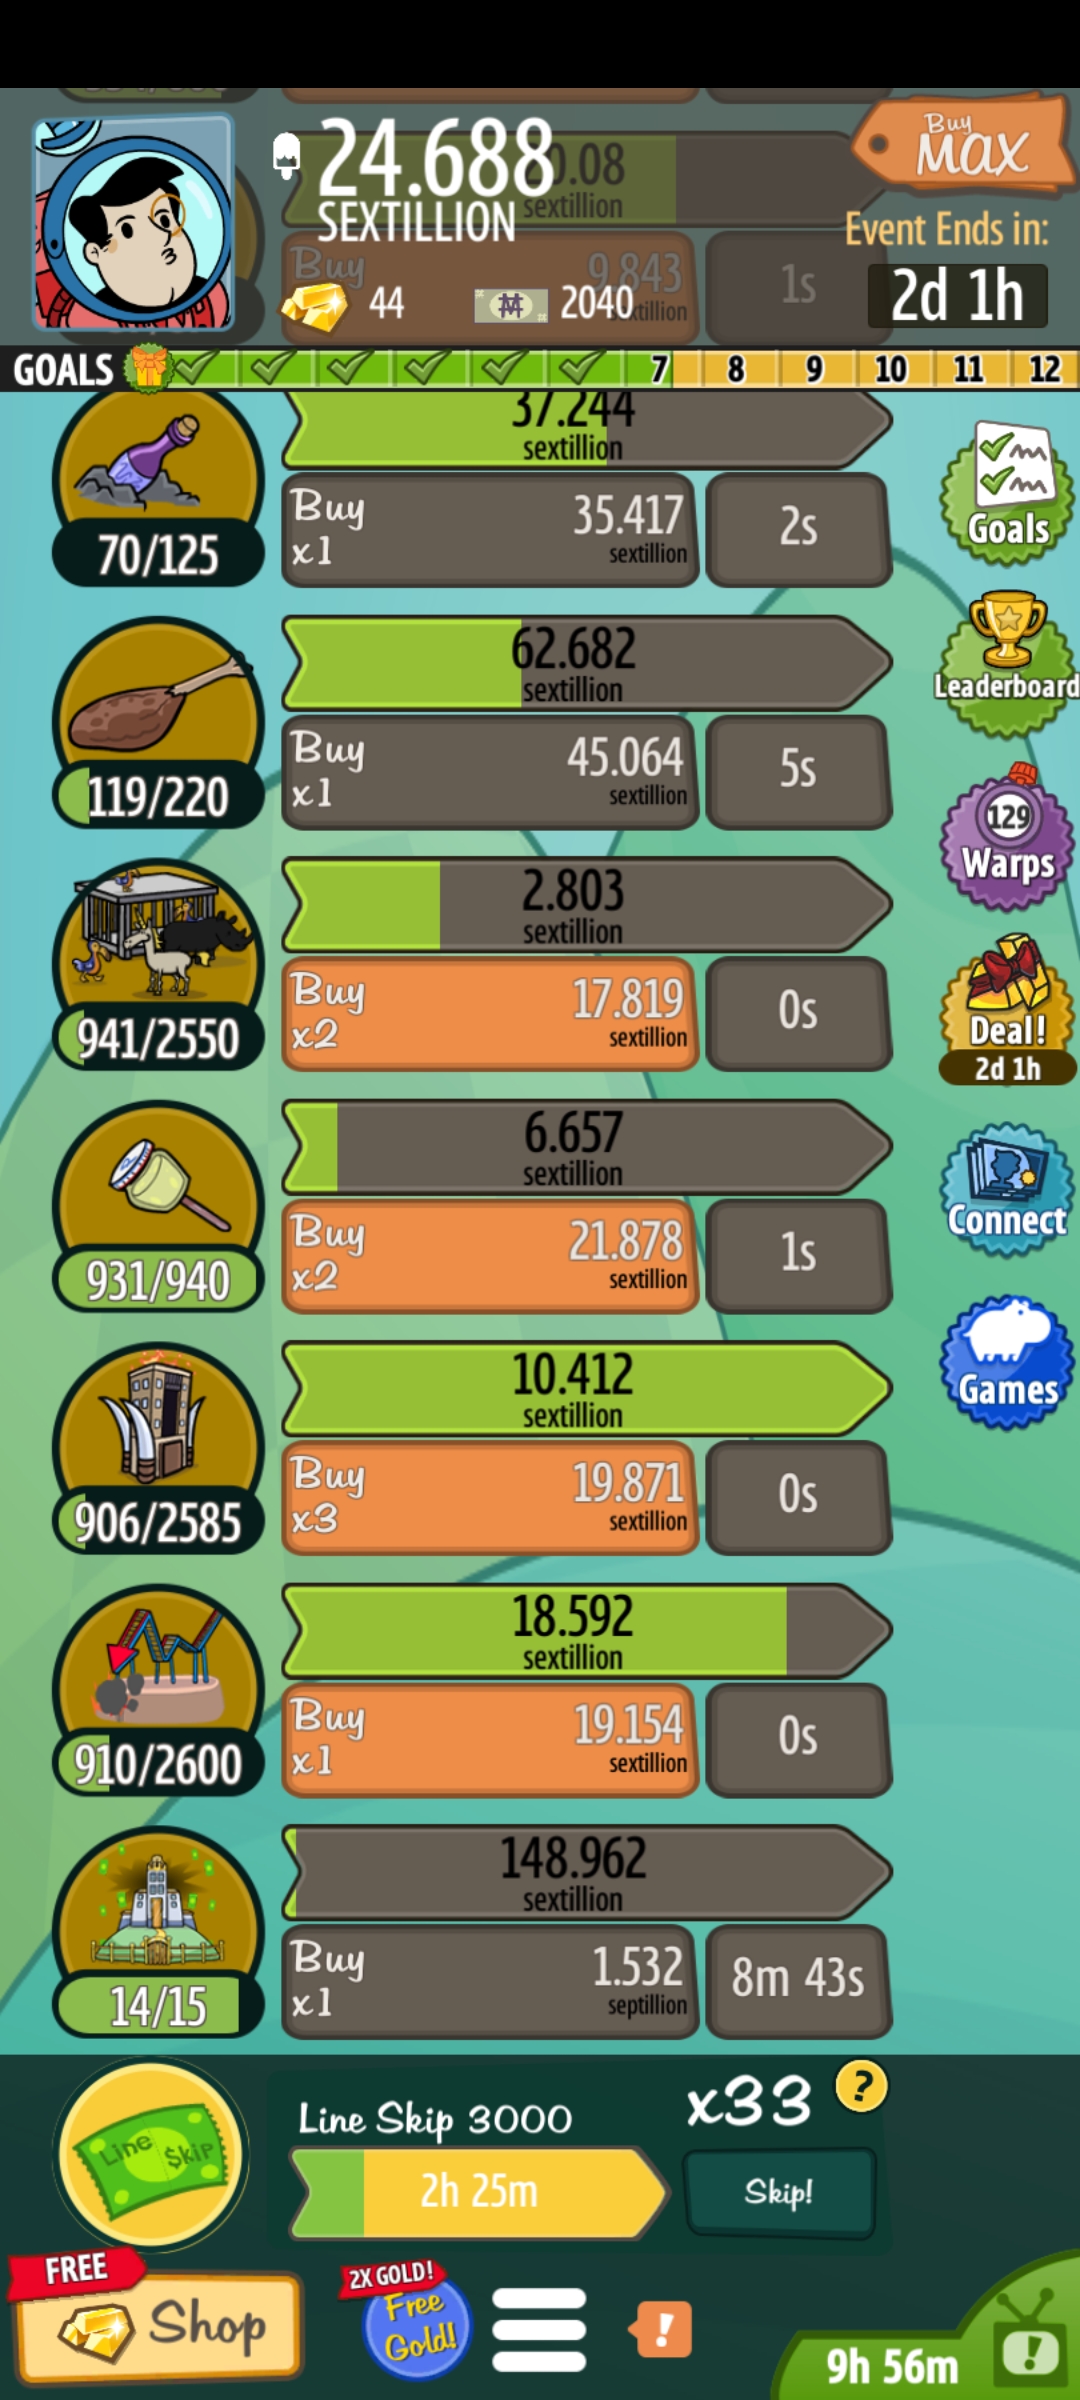 24.688
SEXTILLION
0.08
sextillion
Buy
MAX
Event Ends in:
2d 1h
Buy
9.843
1s
44
2040
GOALS
7 8 9 10 11 12
37.244
sextillion
70/125
Buy
x1
35.417
sextillion
2s
Goals
62.682
sextillion
119/220
Buy
x1
45.064
sextillion
5s
Leaderboard
129
Warps
2.803
sextillion
941/2550
Buy
x2
17.819
sextillion
0s
Deal!
2d 1h
6.657
sextillion
931/940
Buy
x2
21.878
sextillion
1s
Connect
10.412
sextillion
906/2585
Buy
x3
19.871
sextillion
0s
Games
18.592
sextillion
910/2600
Buy
x1
19.154
sextillion
0s
148.962
sextillion
14/15
Buy
x1
1.532
septillion
8m 43s
Line $kip
Line Skip 3000
x33
?
2h 25m
Skip!
FREE
Shop
2X GOLD!
Free
Gold!
!
9h 56m
!